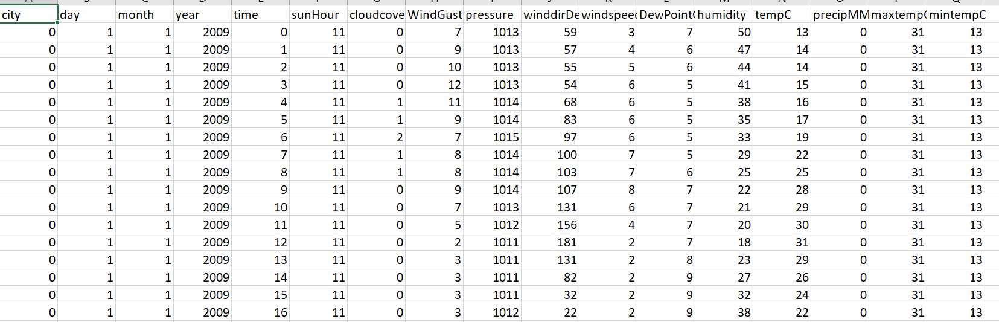 city day month year time sunHour cloudcove WindGust pressure winddirDe windspeed DewPoint humidity tempC precipMM maxtemp mintempC
0 1 1 2009 0 11 0 7 1013 59 3 7 50 13 0 31 13
0 1 1 2009 1 11 0 9 1013 57 4 6 47 14 0 31 13
0 1 1 2009 2 11 0 10 1013 55 5 6 44 14 0 31 13
0 1 1 2009 3 11 0 12 1013 54 6 5 41 15 0 31 13
0 1 1 2009 4 11 1 11 1014 68 6 5 38 16 0 31 13
0 1 1 2009 5 11 1 9 1014 83 6 5 35 17 0 31 13
0 1 1 2009 6 11 2 7 1015 97 6 5 33 19 0 31 13
0 1 1 2009 7 11 1 8 1014 100 7 5 29 22 0 31 13
0 1 1 2009 8 11 1 8 1014 103 7 6 25 25 0 31 13
0 1 1 2009 9 11 0 9 1014 107 8 7 22 28 0 31 13
0 1 1 2009 10 11 0 7 1013 131 6 7 21 29 0 31 13
0 1 1 2009 11 11 0 5 1012 156 4 7 20 30 0 31 13
0 1 1 2009 12 11 0 2 1011 181 2 7 18 31 0 31 13
0 1 1 2009 13 11 0 3 1011 131 2 8 23 29 0 31 13
0 1 1 2009 14 11 0 3 1011 82 2 9 27 26 0 31 13
0 1 1 2009 15 11 0 3 1011 32 2 9 32 24 0 31 13
0 1 1 2009 16 11 0 3 1012 22 2 9 38 22 0 31 13